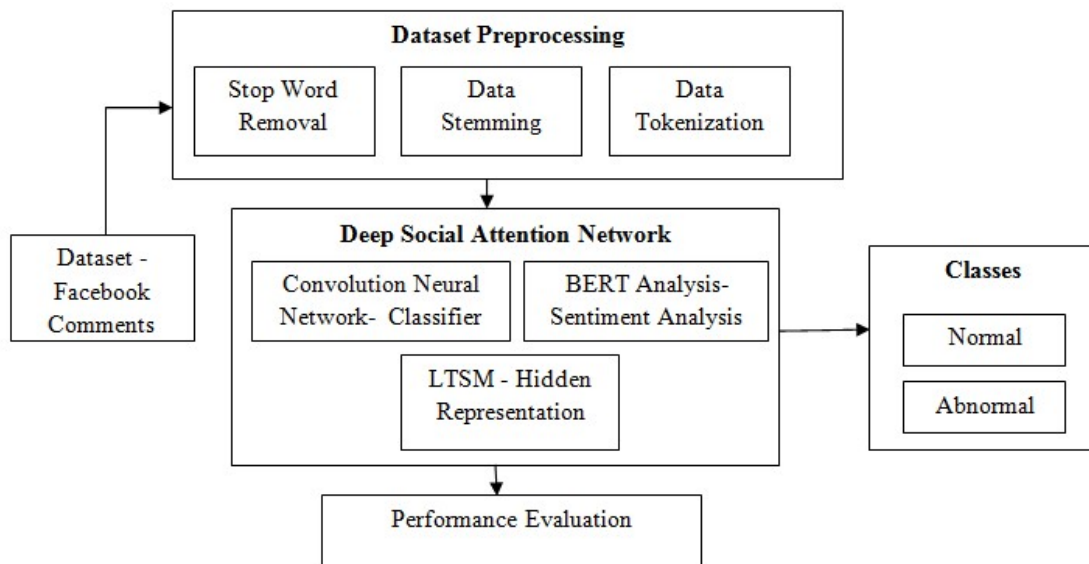 Dataset Preprocessing
Stop Word
Removal
Data
Stemming
Data
Tokenization
Dataset -
Facebook
Comments
Deep Social Attention Network
Convolution Neural
Network-  Classifier
BERT Analysis-
Sentiment Analysis
LTSM - Hidden
Representation
Classes
Normal
Abnormal
Performance Evaluation